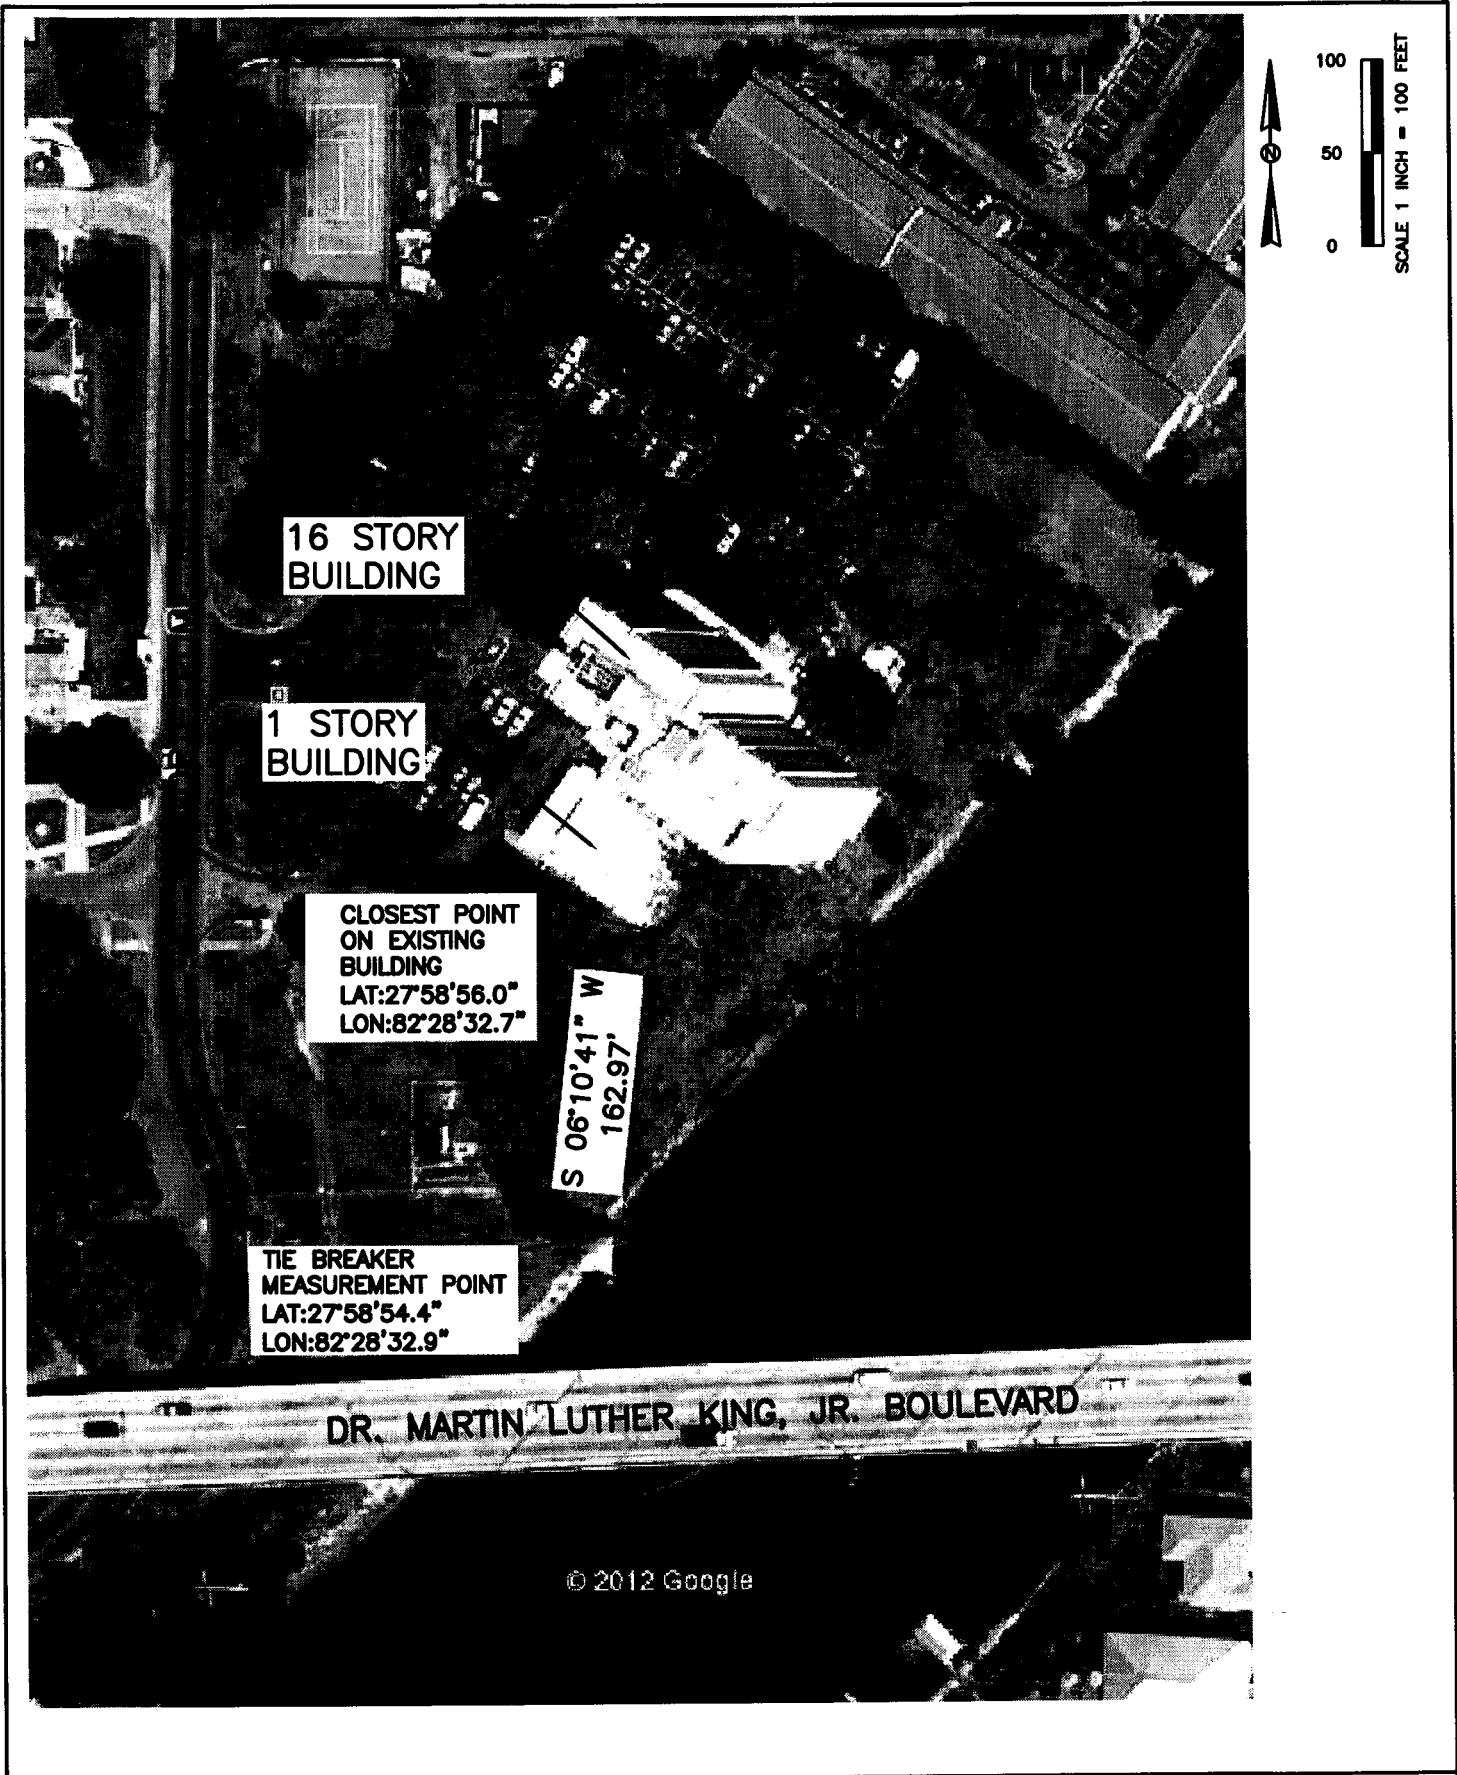 100
50
0
N
SCALE 1 INCH = 100 FEET
16 STORY
BUILDING
1 STORY
BUILDING
CLOSEST POINT
ON EXISTING
BUILDING
LAT:27°58'56.0"
LON:82°28'32.7"
S 06°10'41" W
162.97'
TIE BREAKER
MEASUREMENT POINT
LAT:27°58'54.4"
LON:82°28'32.9"
DR. MARTIN LUTHER KING, JR. BOULEVARD
© 2012 Google